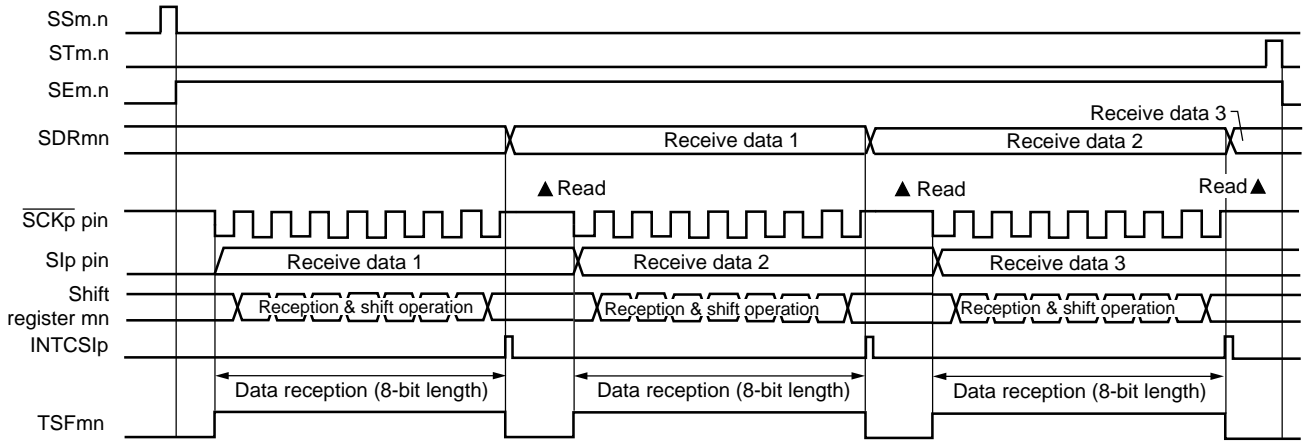 SSm.n
STm.n
SEm.n
Receive data 3
SDRmn
Receive data 1
Receive data 2
▲ Read
▲ Read
Read ▲
SCKp pin
SIp pin
Receive data 1
Receive data 2
Receive data 3
Shift
register mn
Reception & shift operation
Reception & shift operation
Reception & shift operation
INTCSIp
Data reception (8-bit length)
Data reception (8-bit length)
Data reception (8-bit length)
TSFmn